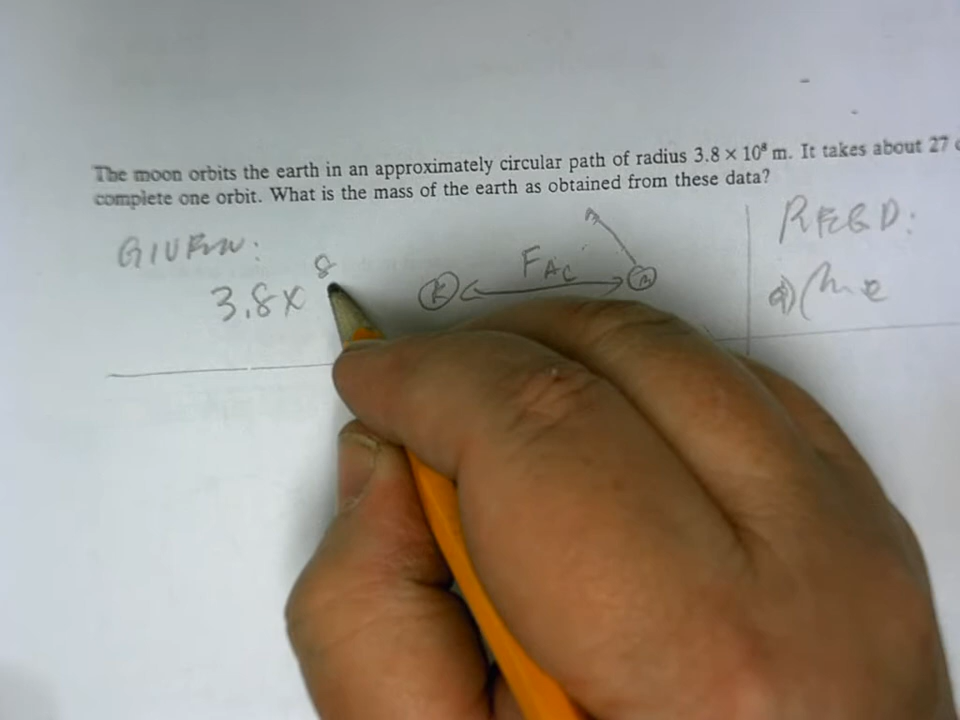 The moon orbits the earth in an approximately circular path of radius 3.8 × 10⁸ m. It takes about 27
complete one orbit. What is the mass of the earth as obtained from these data?
GIVEN:
REQD:
3.8×
8
E
FAC
m
a) me